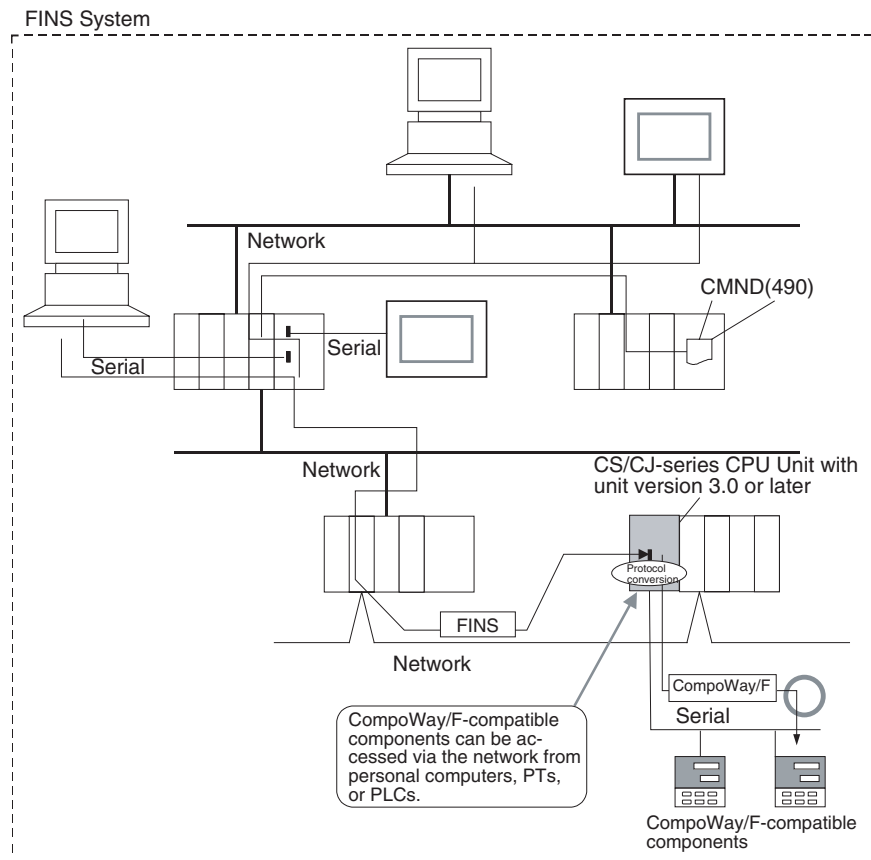 FINS System
Network
CMND(490)
Serial
Serial
Network
CS/CJ-series CPU Unit with
unit version 3.0 or later
Protocol
conversion
FINS
Network
CompoWay/F
Serial
CompoWay/F-compatible
components can be ac-
cessed via the network from
personal computers, PTs,
or PLCs.
CompoWay/F-compatible
components